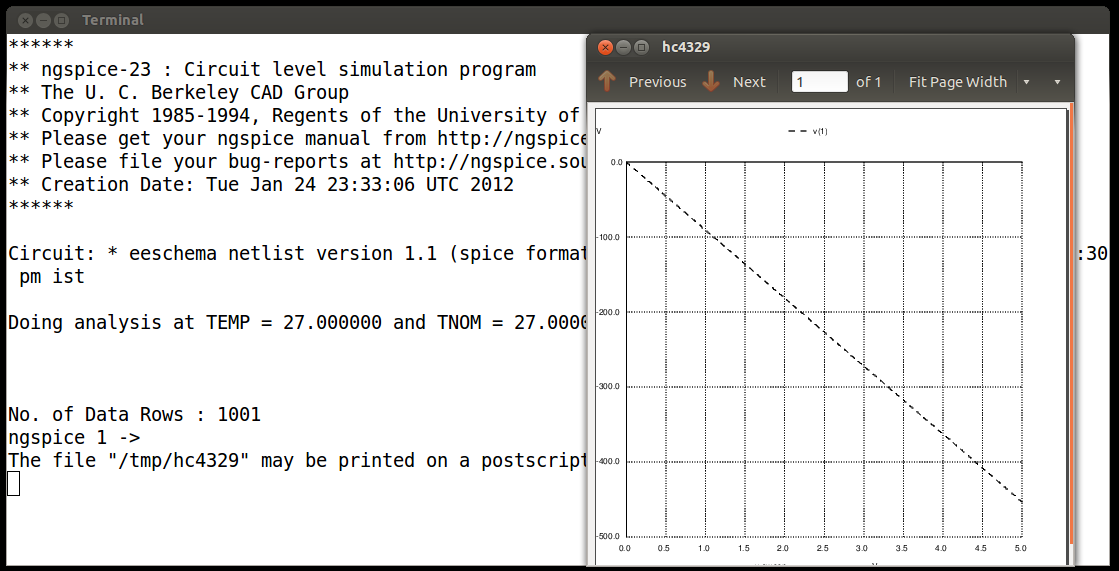 Terminal
******
** ngspice-23 : Circuit level simulation program
** The U. C. Berkeley CAD Group
** Copyright 1985-1994, Regents of the University of
** Please get your ngspice manual from http://ngspice
** Please file your bug-reports at http://ngspice.sou
** Creation Date: Tue Jan 24 23:33:06 UTC 2012
******
Circuit: * eeschema netlist version 1.1 (spice format :30
pm ist
Doing analysis at TEMP = 27.000000 and TNOM = 27.0000
No. of Data Rows : 1001
ngspice 1 ->
The file "/tmp/hc4329" may be printed on a postscript
hc4329
Previous Next 1 of 1 Fit Page Width
V v(1)
0.0
-100.0
-200.0
-300.0
-400.0
-500.0
0.0 0.5 1.0 1.5 2.0 2.5 3.0 3.5 4.0 4.5 5.0